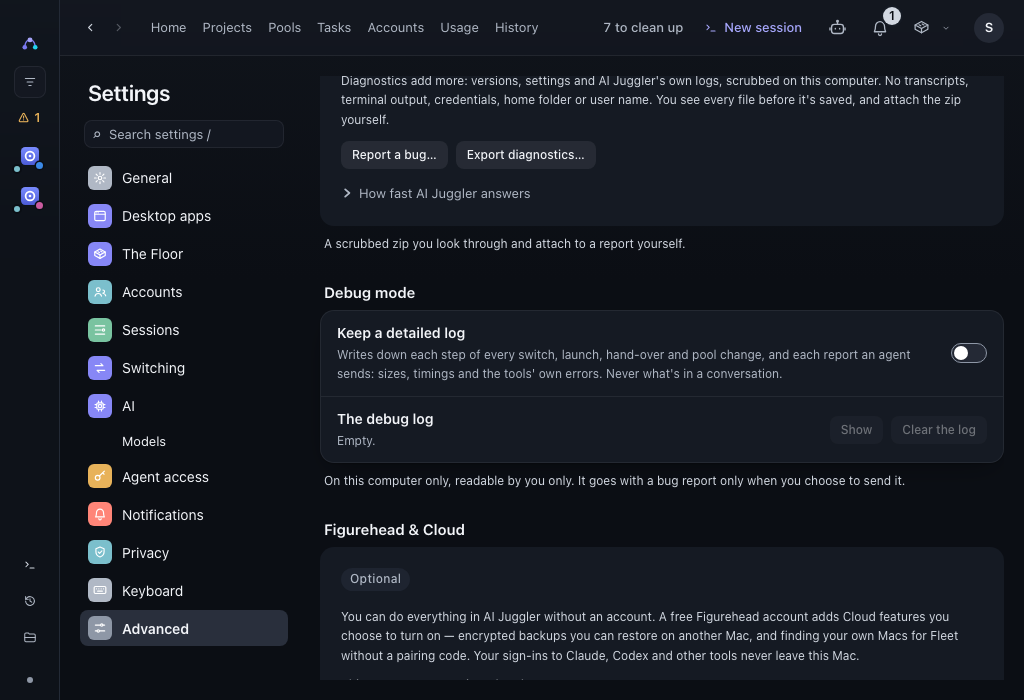 Home Projects Pools Tasks Accounts Usage History 7 to clean up New session 1 S
1
Settings
Search settings /
General
Desktop apps
The Floor
Accounts
Sessions
Switching
AI
Models
Agent access
Notifications
Privacy
Keyboard
Advanced
Diagnostics add more: versions, settings and AI Juggler's own logs, scrubbed on this computer. No transcripts,
terminal output, credentials, home folder or user name. You see every file before it's saved, and attach the zip
yourself.
Report a bug... Export diagnostics...
How fast AI Juggler answers
A scrubbed zip you look through and attach to a report yourself.
Debug mode
Keep a detailed log
Writes down each step of every switch, launch, hand-over and pool change, and each report an agent
sends: sizes, timings and the tools' own errors. Never what's in a conversation.
The debug log
Empty.
Show Clear the log
On this computer only, readable by you only. It goes with a bug report only when you choose to send it.
Figurehead & Cloud
Optional
You can do everything in AI Juggler without an account. A free Figurehead account adds Cloud features you
choose to turn on — encrypted backups you can restore on another Mac, and finding your own Macs for Fleet
without a pairing code. Your sign-ins to Claude, Codex and other tools never leave this Mac.